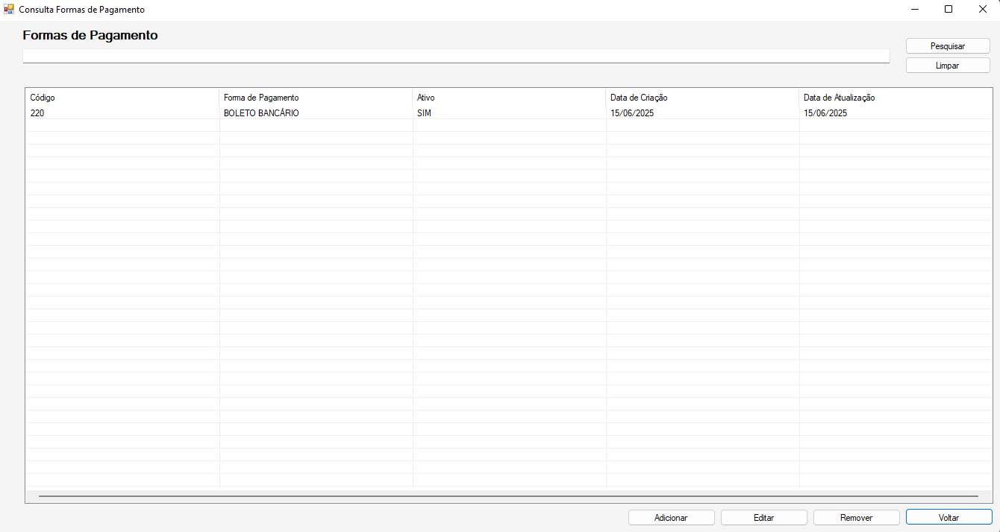 Consulta Formas de Pagamento
Formas de Pagamento
Pesquisar
Limpar
Código Forma de Pagamento Ativo Data de Criação Data de Atualização
220 BOLETO BANCÁRIO SIM 15/06/2025 15/06/2025
Adicionar Editar Remover Voltar